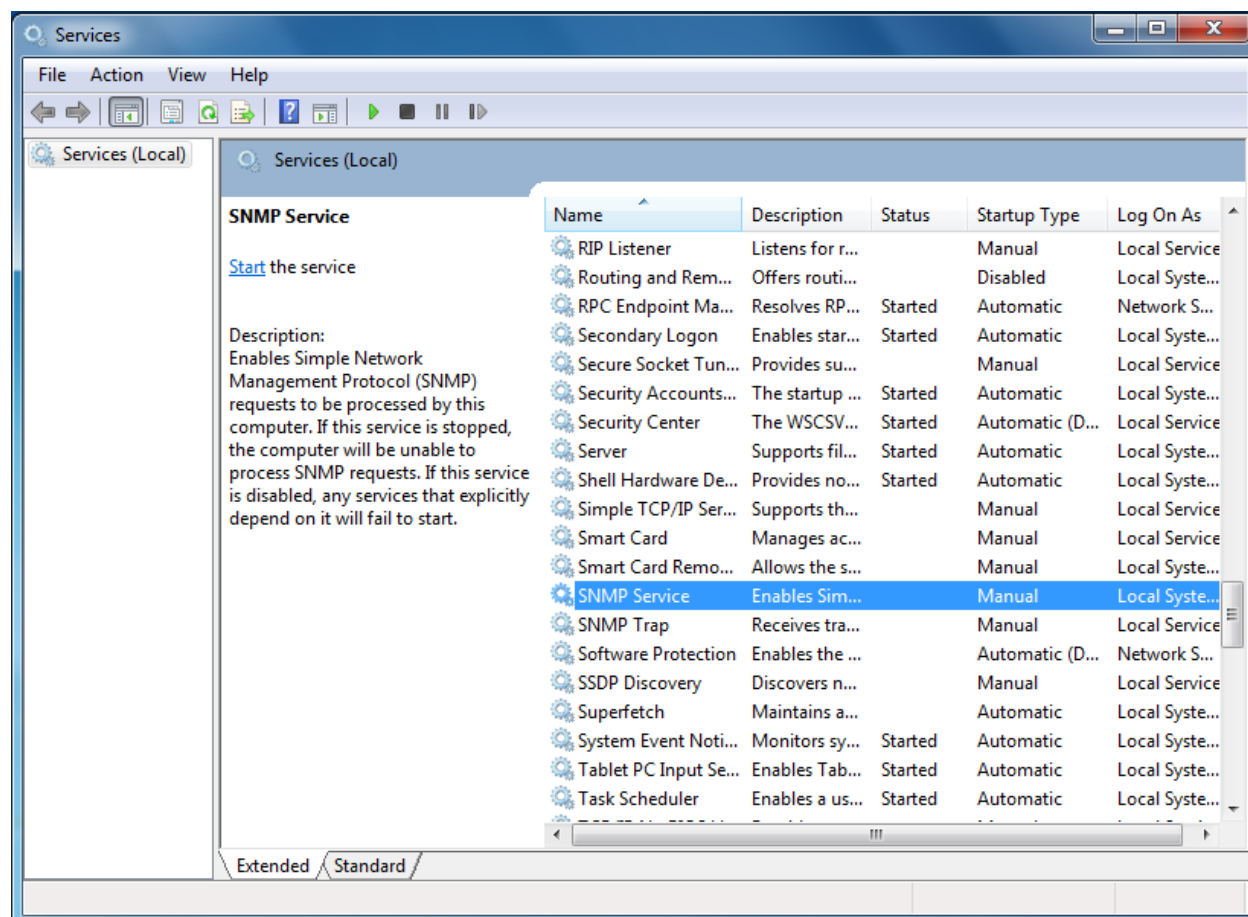 Services
File Action View Help
Services (Local)
Services (Local)
SNMP Service
Start the service
Description:
Enables Simple Network
Management Protocol (SNMP)
requests to be processed by this
computer. If this service is stopped,
the computer will be unable to
process SNMP requests. If this service
is disabled, any services that explicitly
depend on it will fail to start.
Name Description Status Startup Type Log On As
RIP Listener Listens for r... Manual Local Service
Routing and Rem... Offers routi... Disabled Local Syste...
RPC Endpoint Ma... Resolves RP... Started Automatic Network S...
Secondary Logon Enables star... Started Automatic Local Syste...
Secure Socket Tun... Provides su... Manual Local Service
Security Accounts... The startup ... Started Automatic Local Syste...
Security Center The WSCSV... Started Automatic (D... Local Service
Server Supports fil... Started Automatic Local Syste...
Shell Hardware De... Provides no... Started Automatic Local Syste...
Simple TCP/IP Ser... Supports th... Manual Local Service
Smart Card Manages ac... Manual Local Service
Smart Card Remo... Allows the s... Manual Local Syste...
SNMP Service Enables Sim... Manual Local Syste...
SNMP Trap Receives tra... Manual Local Service
Software Protection Enables the ... Automatic (D... Network S...
SSDP Discovery Discovers n... Manual Local Service
Superfetch Maintains a... Automatic Local Syste...
System Event Noti... Monitors sy... Started Automatic Local Syste...
Tablet PC Input Se... Enables Tab... Started Automatic Local Syste...
Task Scheduler Enables a us... Started Automatic Local Syste...
Extended Standard